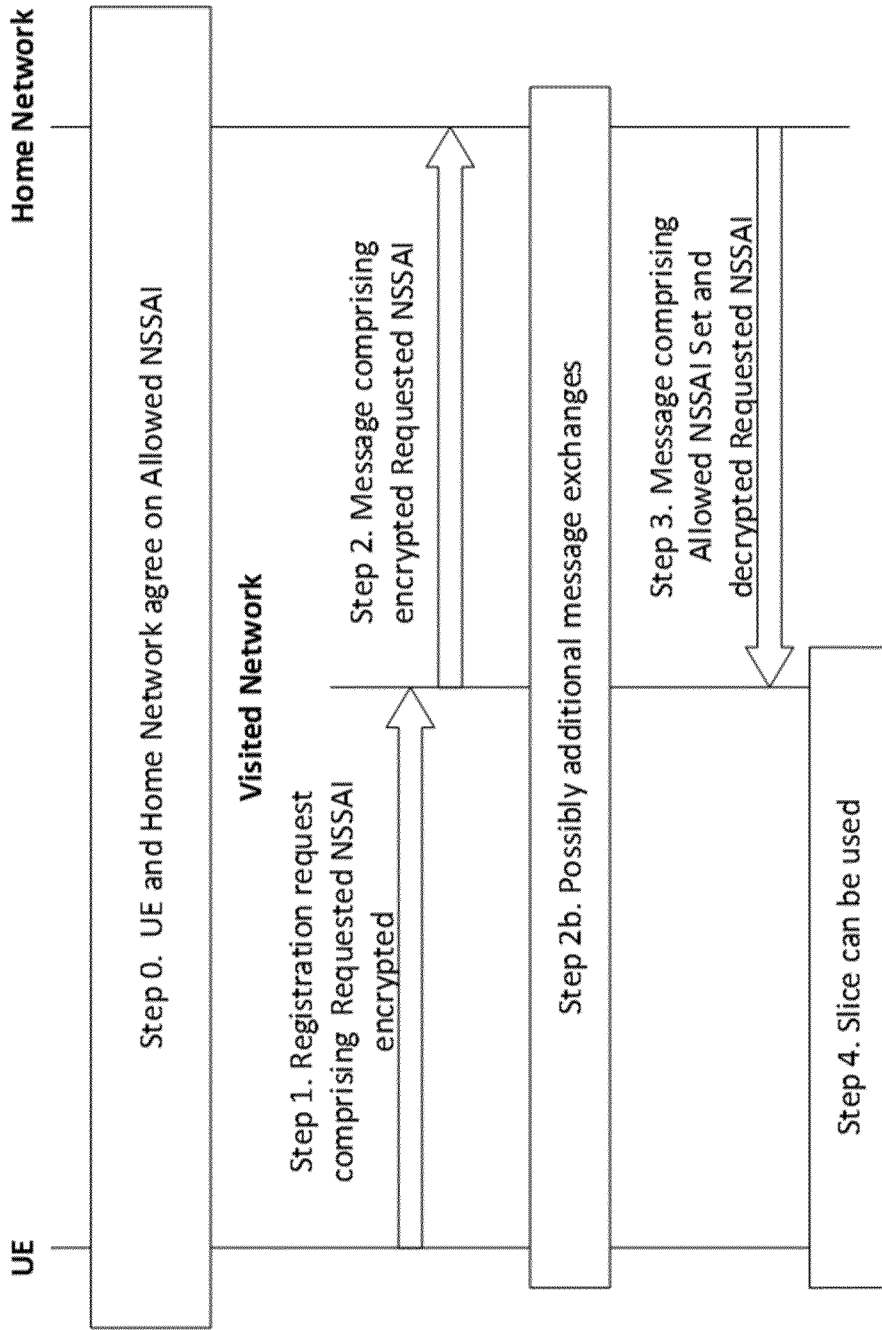 UE
Home Network
Step 0. UE and Home Network agree on Allowed NSSAI
Visited Network
Step 1. Registration request
comprising Requested NSSAI
encrypted
Step 2. Message comprising
encrypted Requested NSSAI
Step 2b. Possibly additional message exchanges
Step 3. Message comprising
Allowed NSSAI Set and
decrypted Requested NSSAI
Step 4. Slice can be used